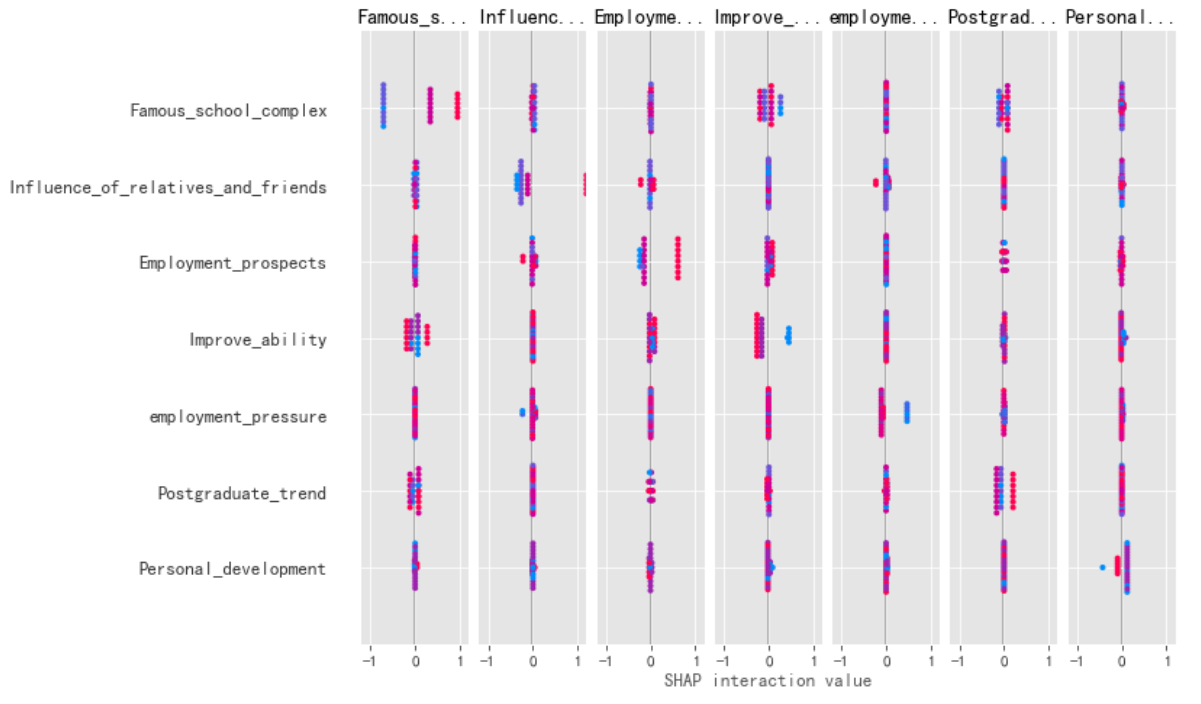 Famous_s... Influenc... Employme... Improve_... employme... Postgrad... Personal...
Famous_school_complex
Influence_of_relatives_and_friends
Employment_prospects
Improve_ability
employment_pressure
Postgraduate_trend
Personal_development
−1 0 1 −1 0 1 −1 0 1 −1 0 1 −1 0 1 −1 0 1 −1 0 1
SHAP interaction value